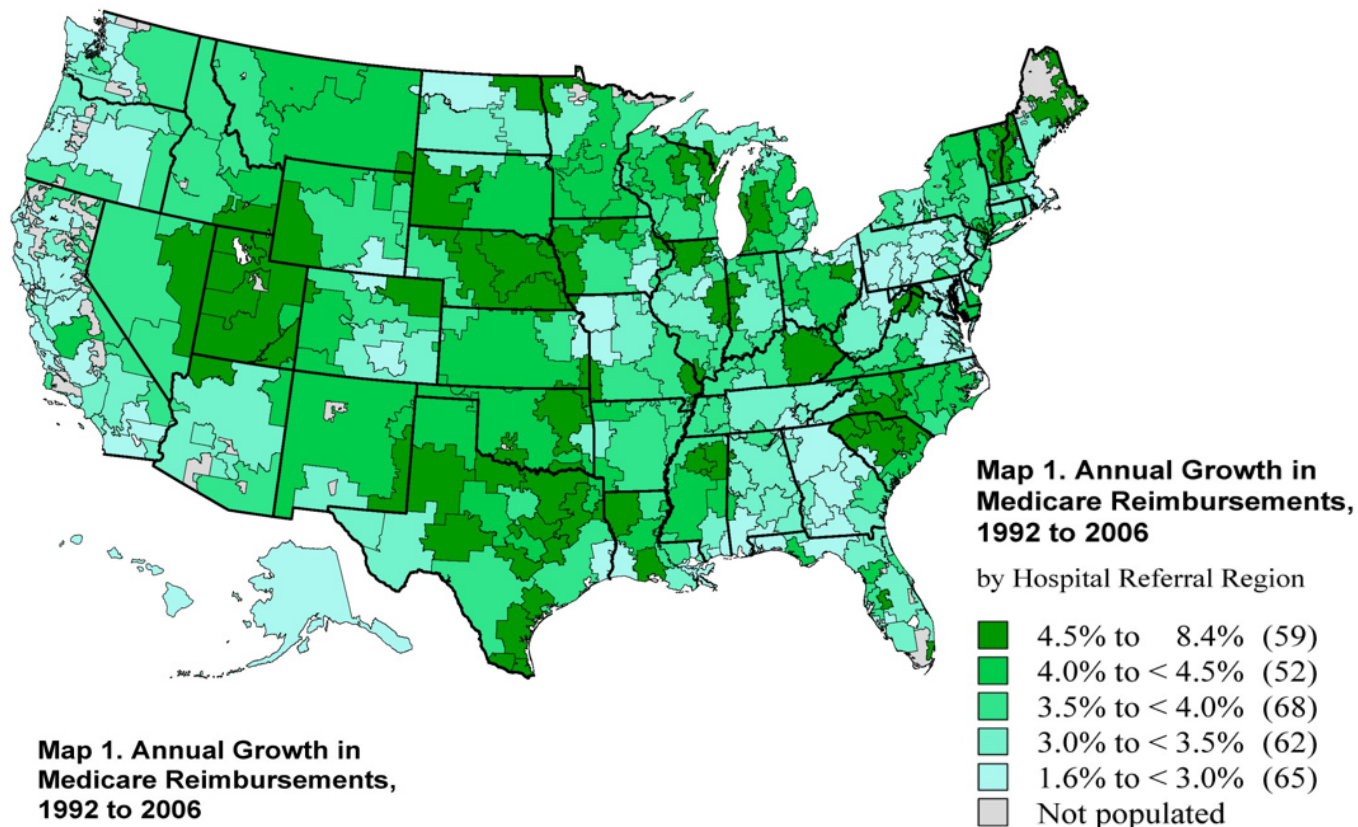 Map 1. Annual Growth in
Medicare Reimbursements,
1992 to 2006
by Hospital Referral Region
4.5% to 8.4% (59)
4.0% to < 4.5% (52)
3.5% to < 4.0% (68)
3.0% to < 3.5% (62)
1.6% to < 3.0% (65)
Not populated
Map 1. Annual Growth in
Medicare Reimbursements,
1992 to 2006